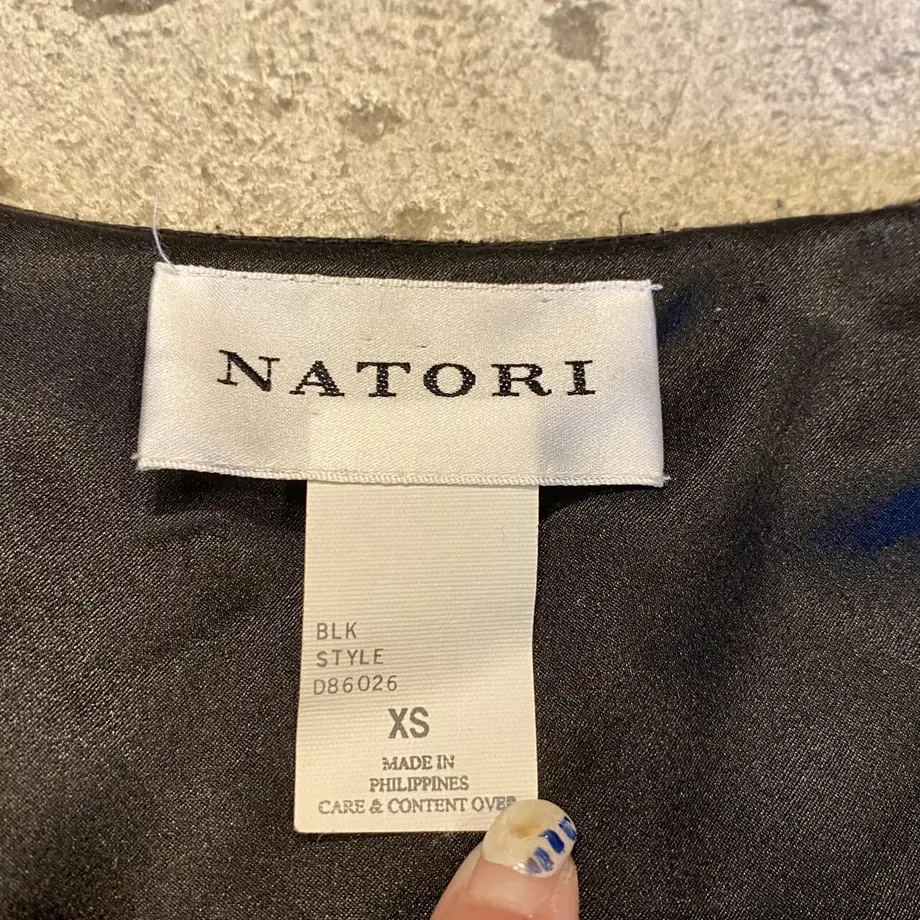 NATORI
BLK
STYLE
D86026
XS
MADE IN
PHILIPPINES
CARE & CONTENT OVER